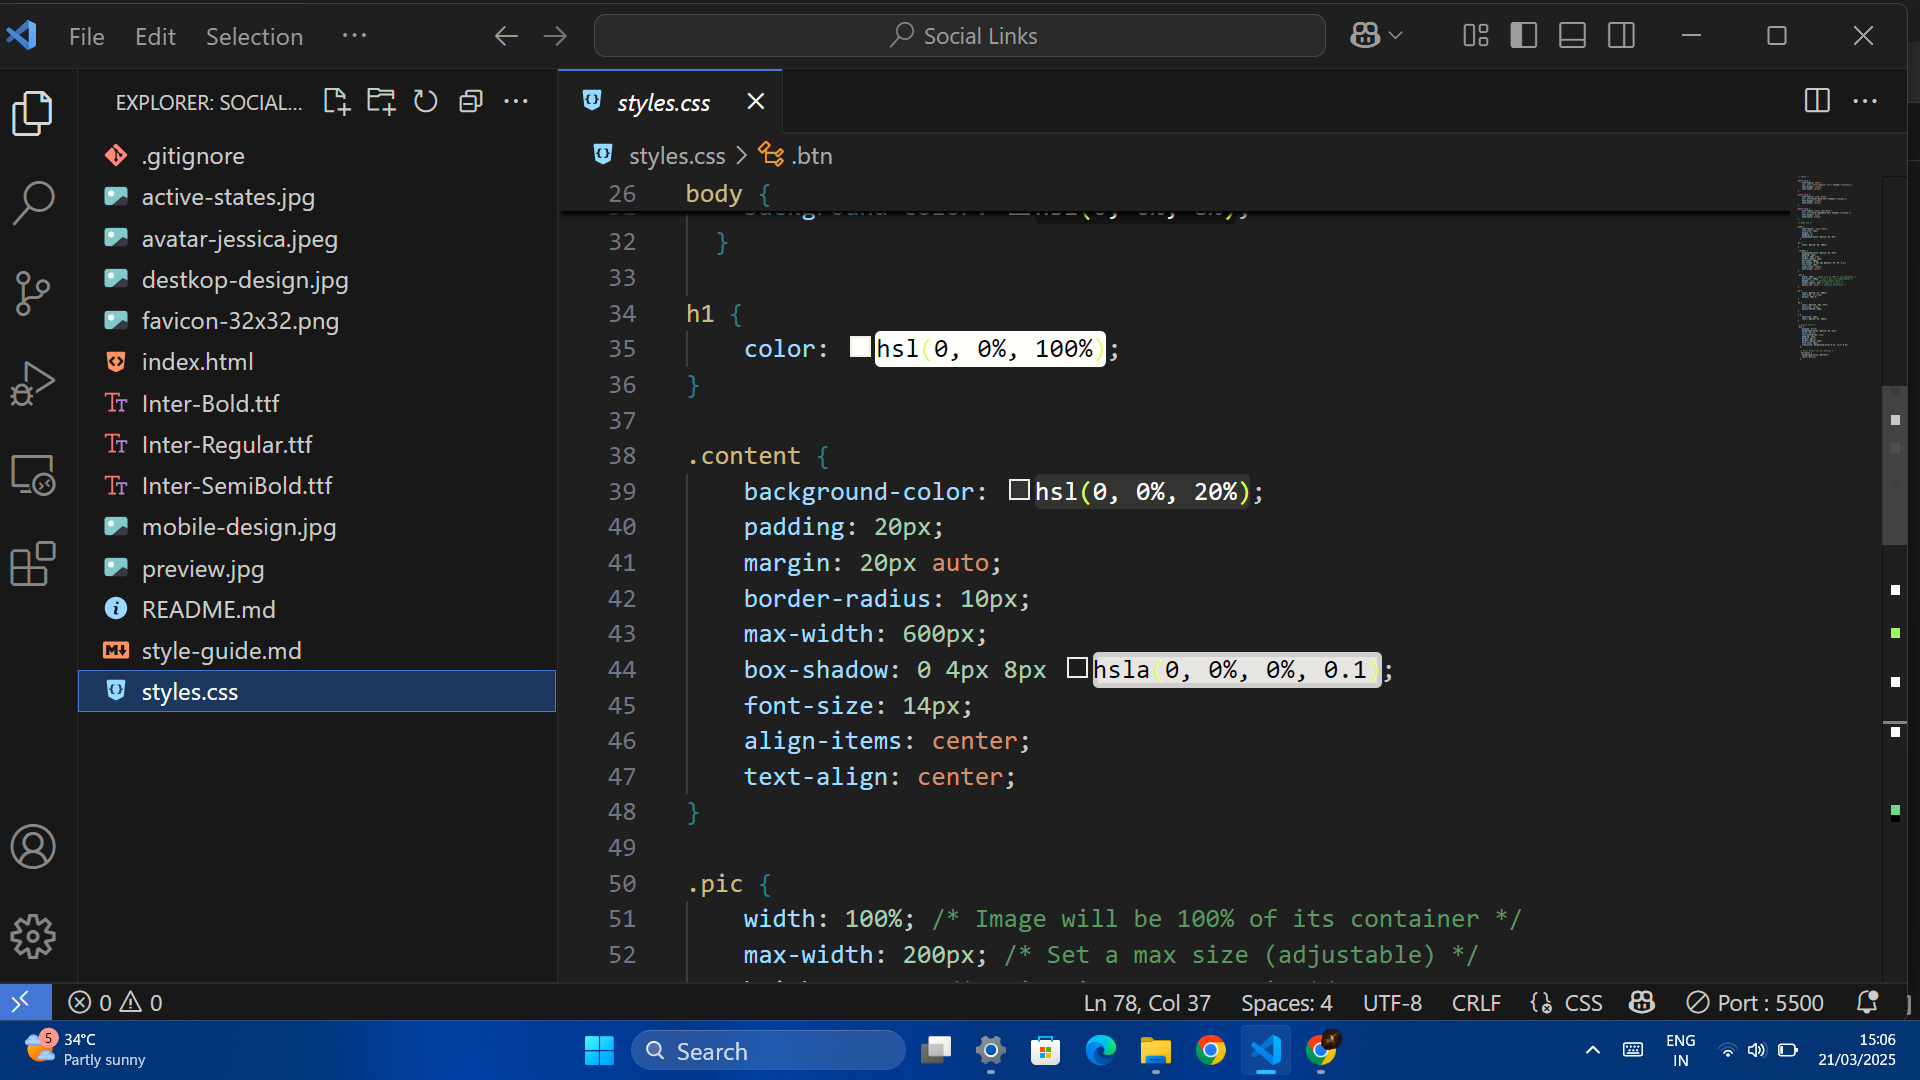 File Edit Selection ··· Social Links
EXPLORER: SOCIAL...
.gitignore
active-states.jpg
avatar-jessica.jpeg
destkop-design.jpg
favicon-32x32.png
index.html
Inter-Bold.ttf
Inter-Regular.ttf
Inter-SemiBold.ttf
mobile-design.jpg
preview.jpg
README.md
style-guide.md
styles.css
styles.css
styles.css > .btn
26 body {
32 }
33
34 h1 {
35 color: hsl(0, 0%, 100%);
36 }
37
38 .content {
39 background-color: hsl(0, 0%, 20%);
40 padding: 20px;
41 margin: 20px auto;
42 border-radius: 10px;
43 max-width: 600px;
44 box-shadow: 0 4px 8px hsla(0, 0%, 0%, 0.1);
45 font-size: 14px;
46 align-items: center;
47 text-align: center;
48 }
49
50 .pic {
51 width: 100%; /* Image will be 100% of its container */
52 max-width: 200px; /* Set a max size (adjustable) */
0 0 Ln 78, Col 37 Spaces: 4 UTF-8 CRLF CSS Port : 5500
5
34°C
Partly sunny
Search
ENG
IN
15:06
21/03/2025